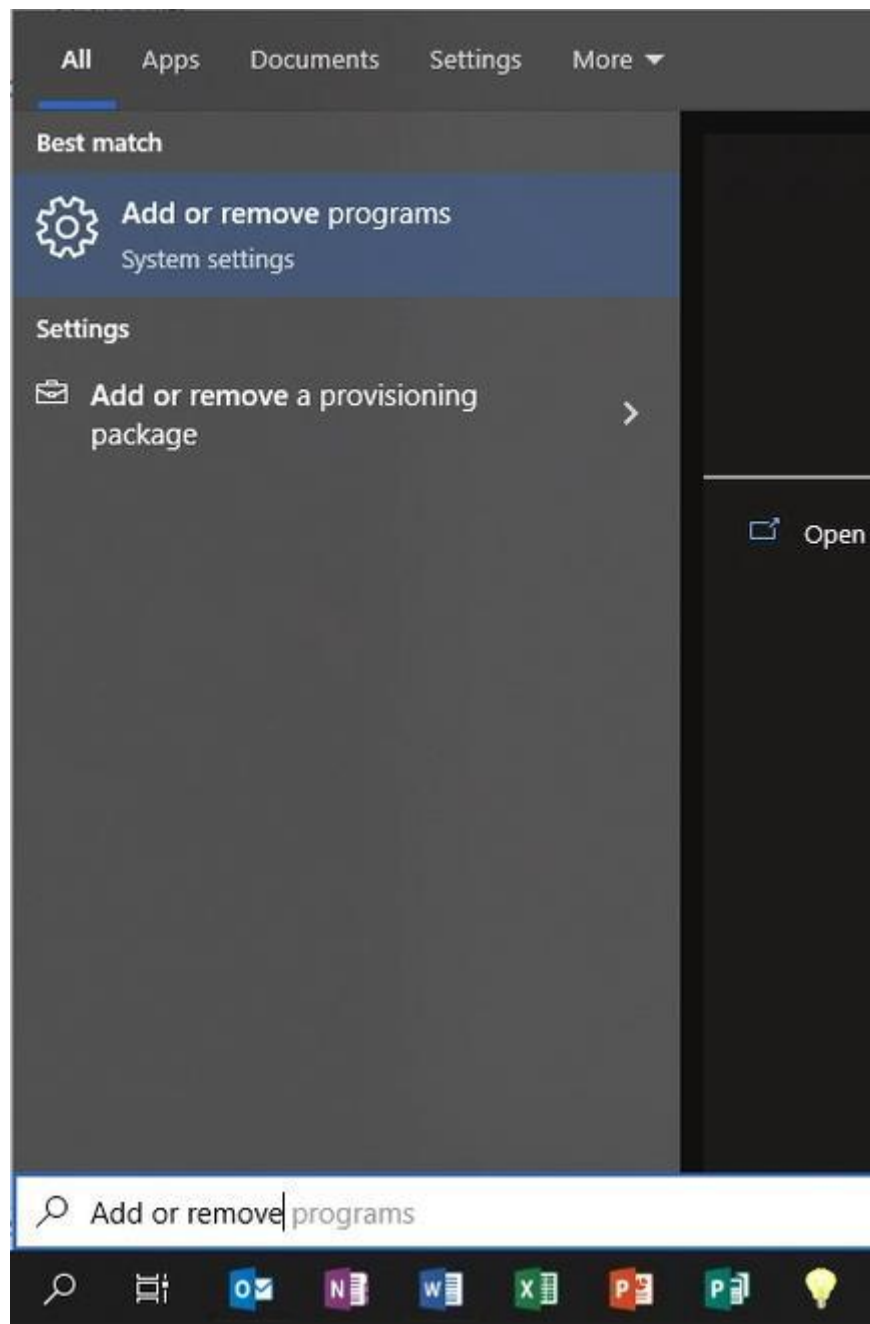 All Apps Documents Settings More
Best match
Add or remove programs
System settings
Settings
Add or remove a provisioning
package
Open
Add or remove programs